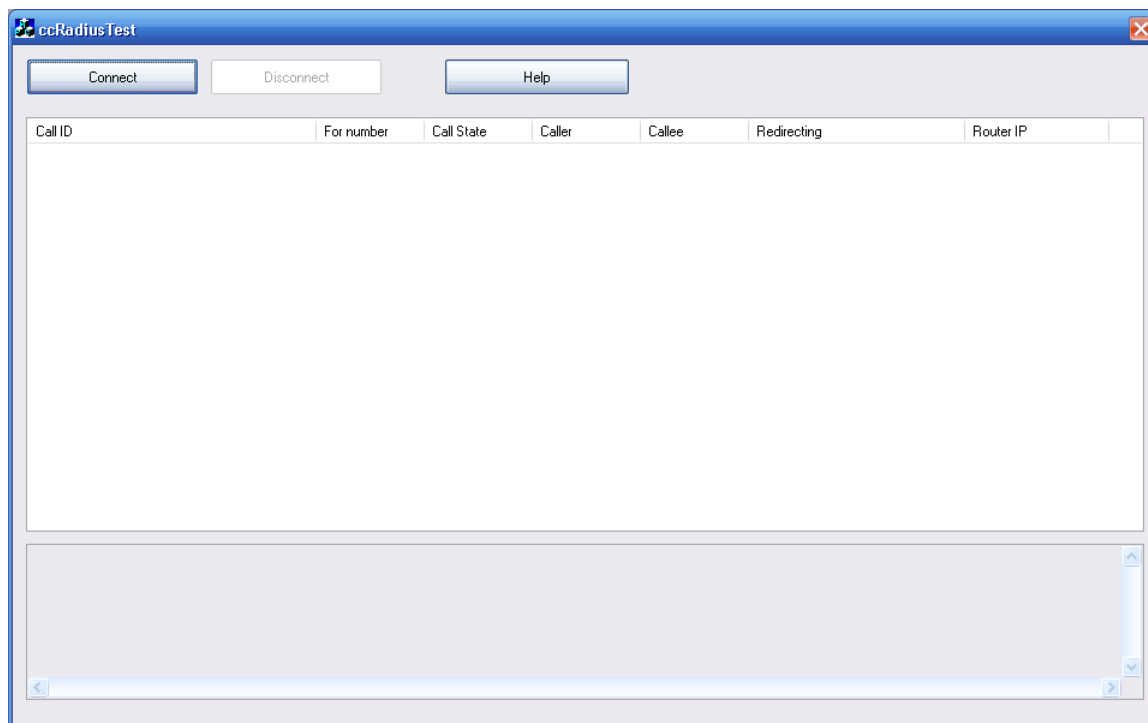 ccRadiusTest
Connect Disconnect Help
Call ID For number Call State Caller Callee Redirecting Router IP